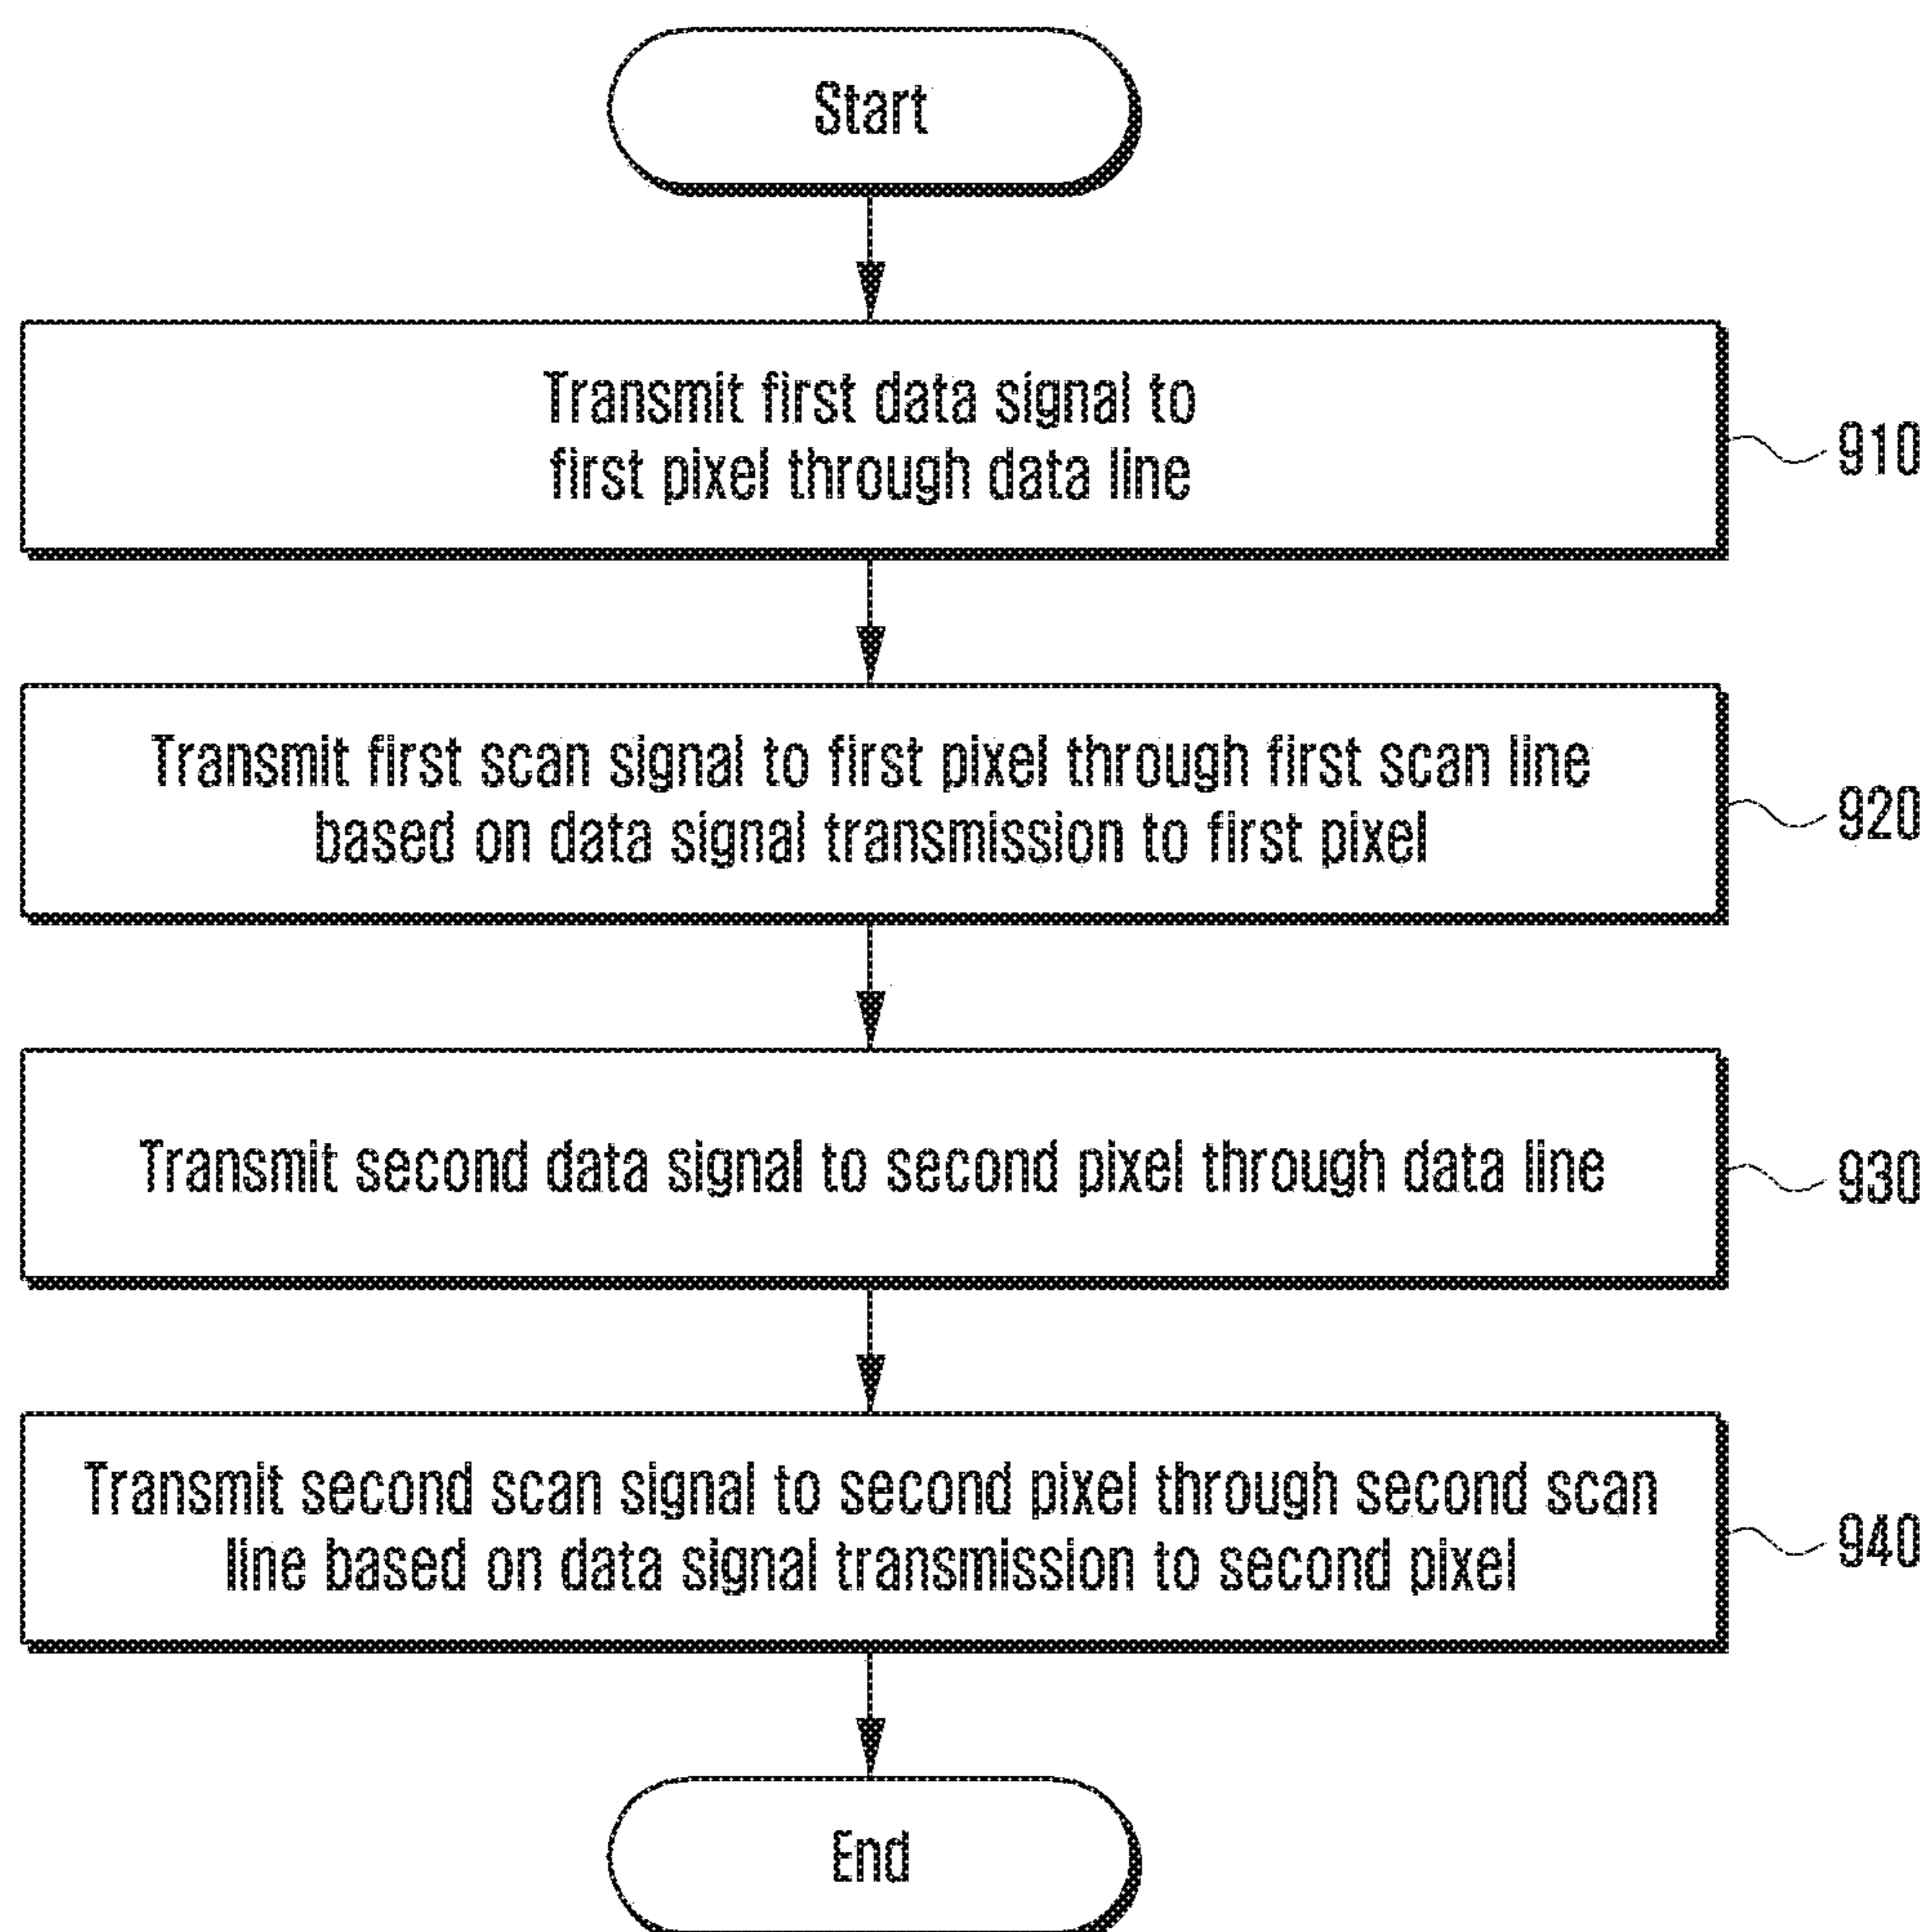 Start
Transmit first data signal to
first pixel through data line
910
Transmit first scan signal to first pixel through first scan line
based on data signal transmission to first pixel
920
Transmit second data signal to second pixel through data line
930
Transmit second scan signal to second pixel through second scan
line based on data signal transmission to second pixel
940
End